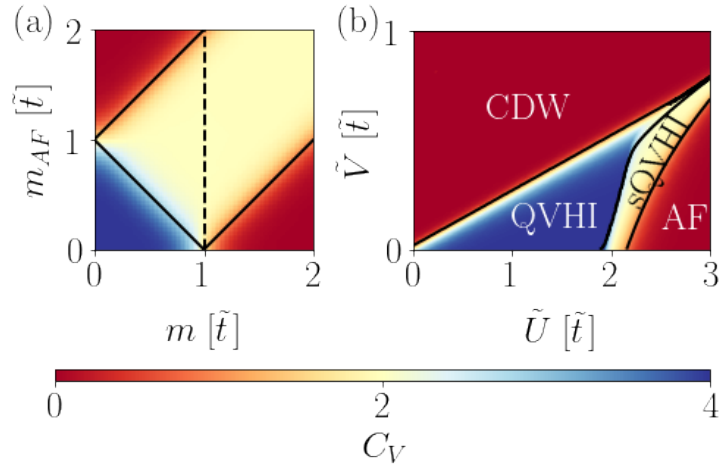 (a)
2
1
0
m_{AF} [t̃]
0 1 2
m [t̃]
(b)
1
0
Ṽ [t̃]
CDW
QVHI
sQVHI
AF
0 1 2 3
Ũ [t̃]
0 2 4
C_V